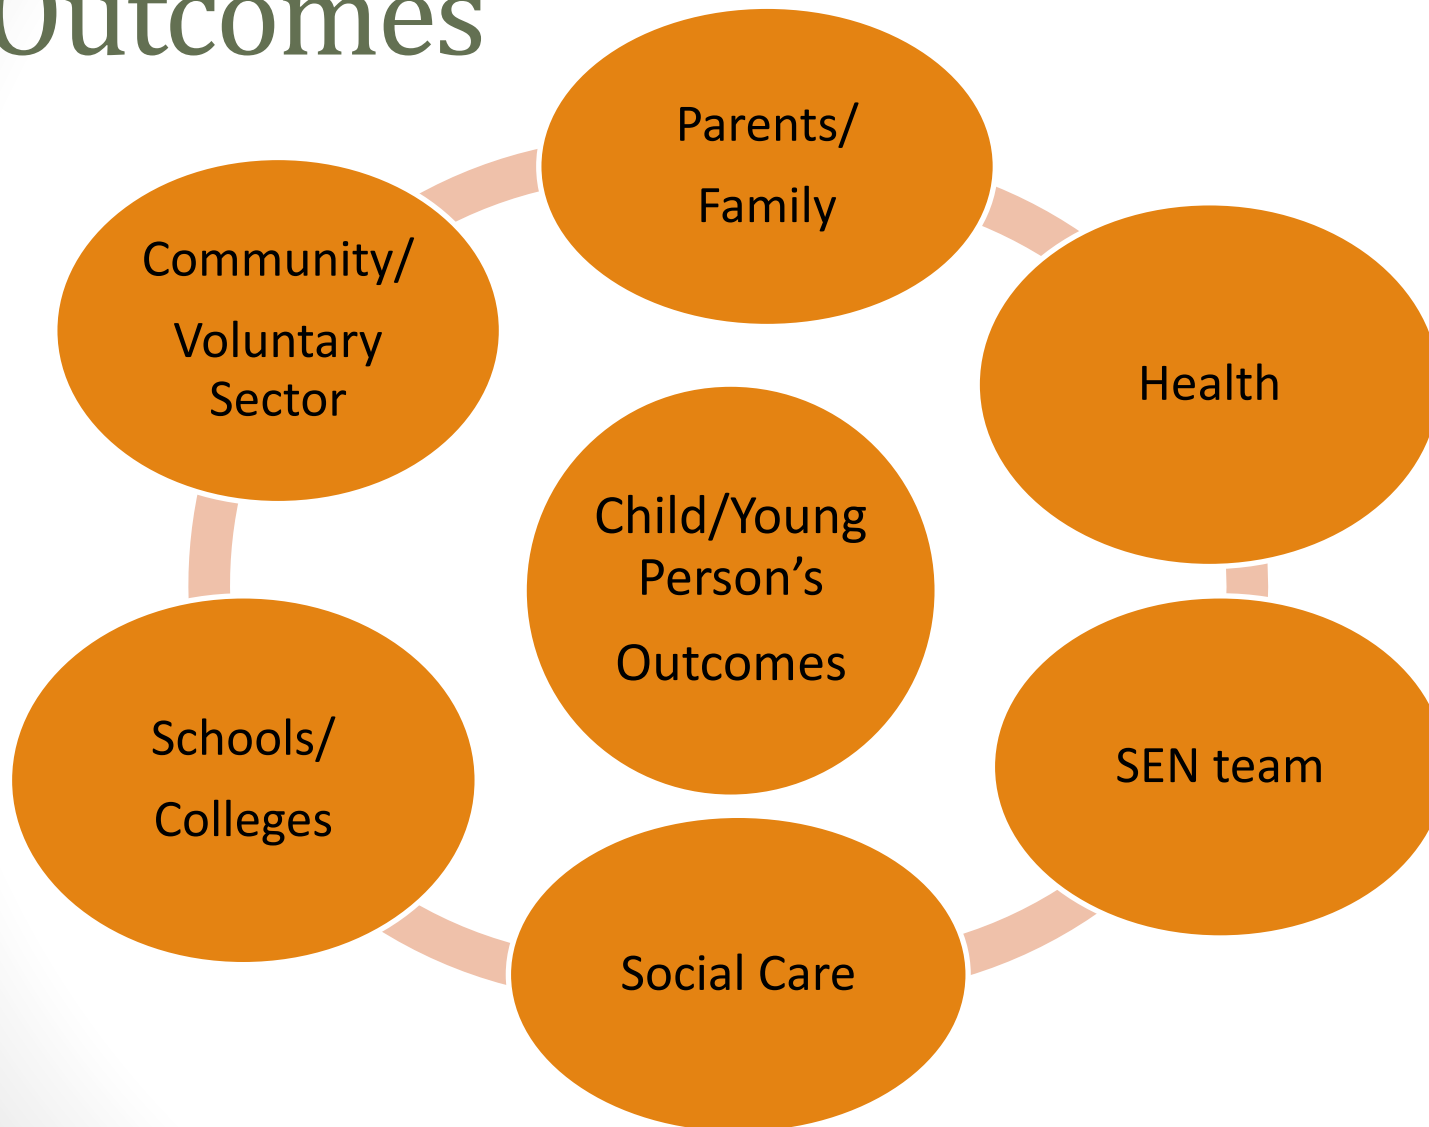 Outcomes
Parents/
Family
Community/
Voluntary
Sector
Health
Child/Young
Person’s
Outcomes
Schools/
Colleges
SEN team
Social Care